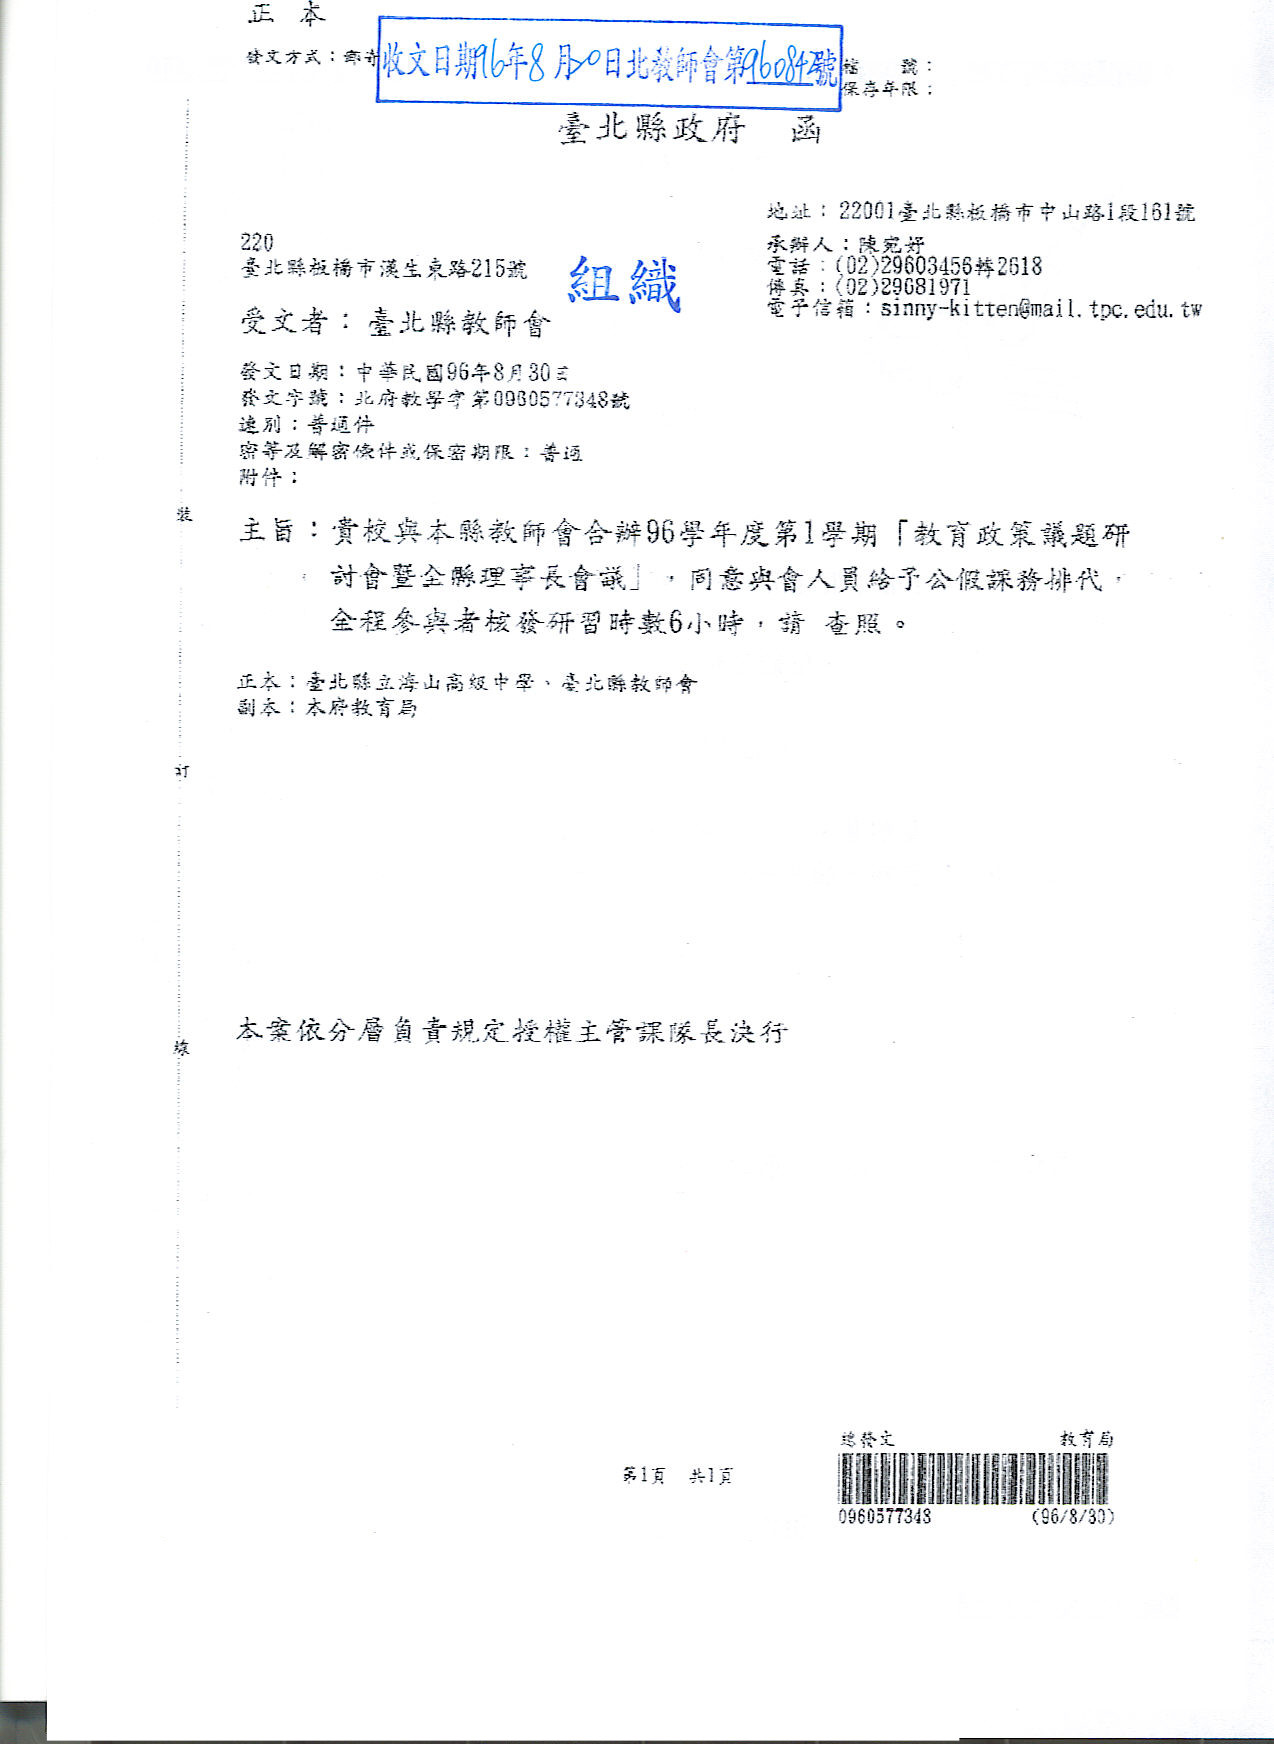 正本
發文方式：郵寄
收文日期96年8月20日北教師會第96084號
檔　　號：
保存年限：
臺北縣政府　函
地址：22001臺北縣板橋市中山路1段161號
承辦人：陳宛妤
電話：(02)29603456轉2618
傳真：(02)29681971
電子信箱：sinny-kitten@mail.tpc.edu.tw
220
臺北縣板橋市漢生東路215號
組織
受文者：臺北縣教師會
發文日期：中華民國96年8月30日
發文字號：北府教學字第0960577348號
速別：普通件
密等及解密條件或保密期限：普通
附件：
主旨：貴校與本縣教師會合辦96學年度第1學期「教育政策議題研
討會暨全縣理事長會議」，同意與會人員給予公假課務排代，
全程參與者核發研習時數6小時，請　查照。
正本：臺北縣立海山高級中學、臺北縣教師會
副本：本府教育局
裝
訂
線
本案依分層負責規定授權主管課隊長決行
第1頁　共1頁
總發文　教育局
0960577348　(96/8/30)